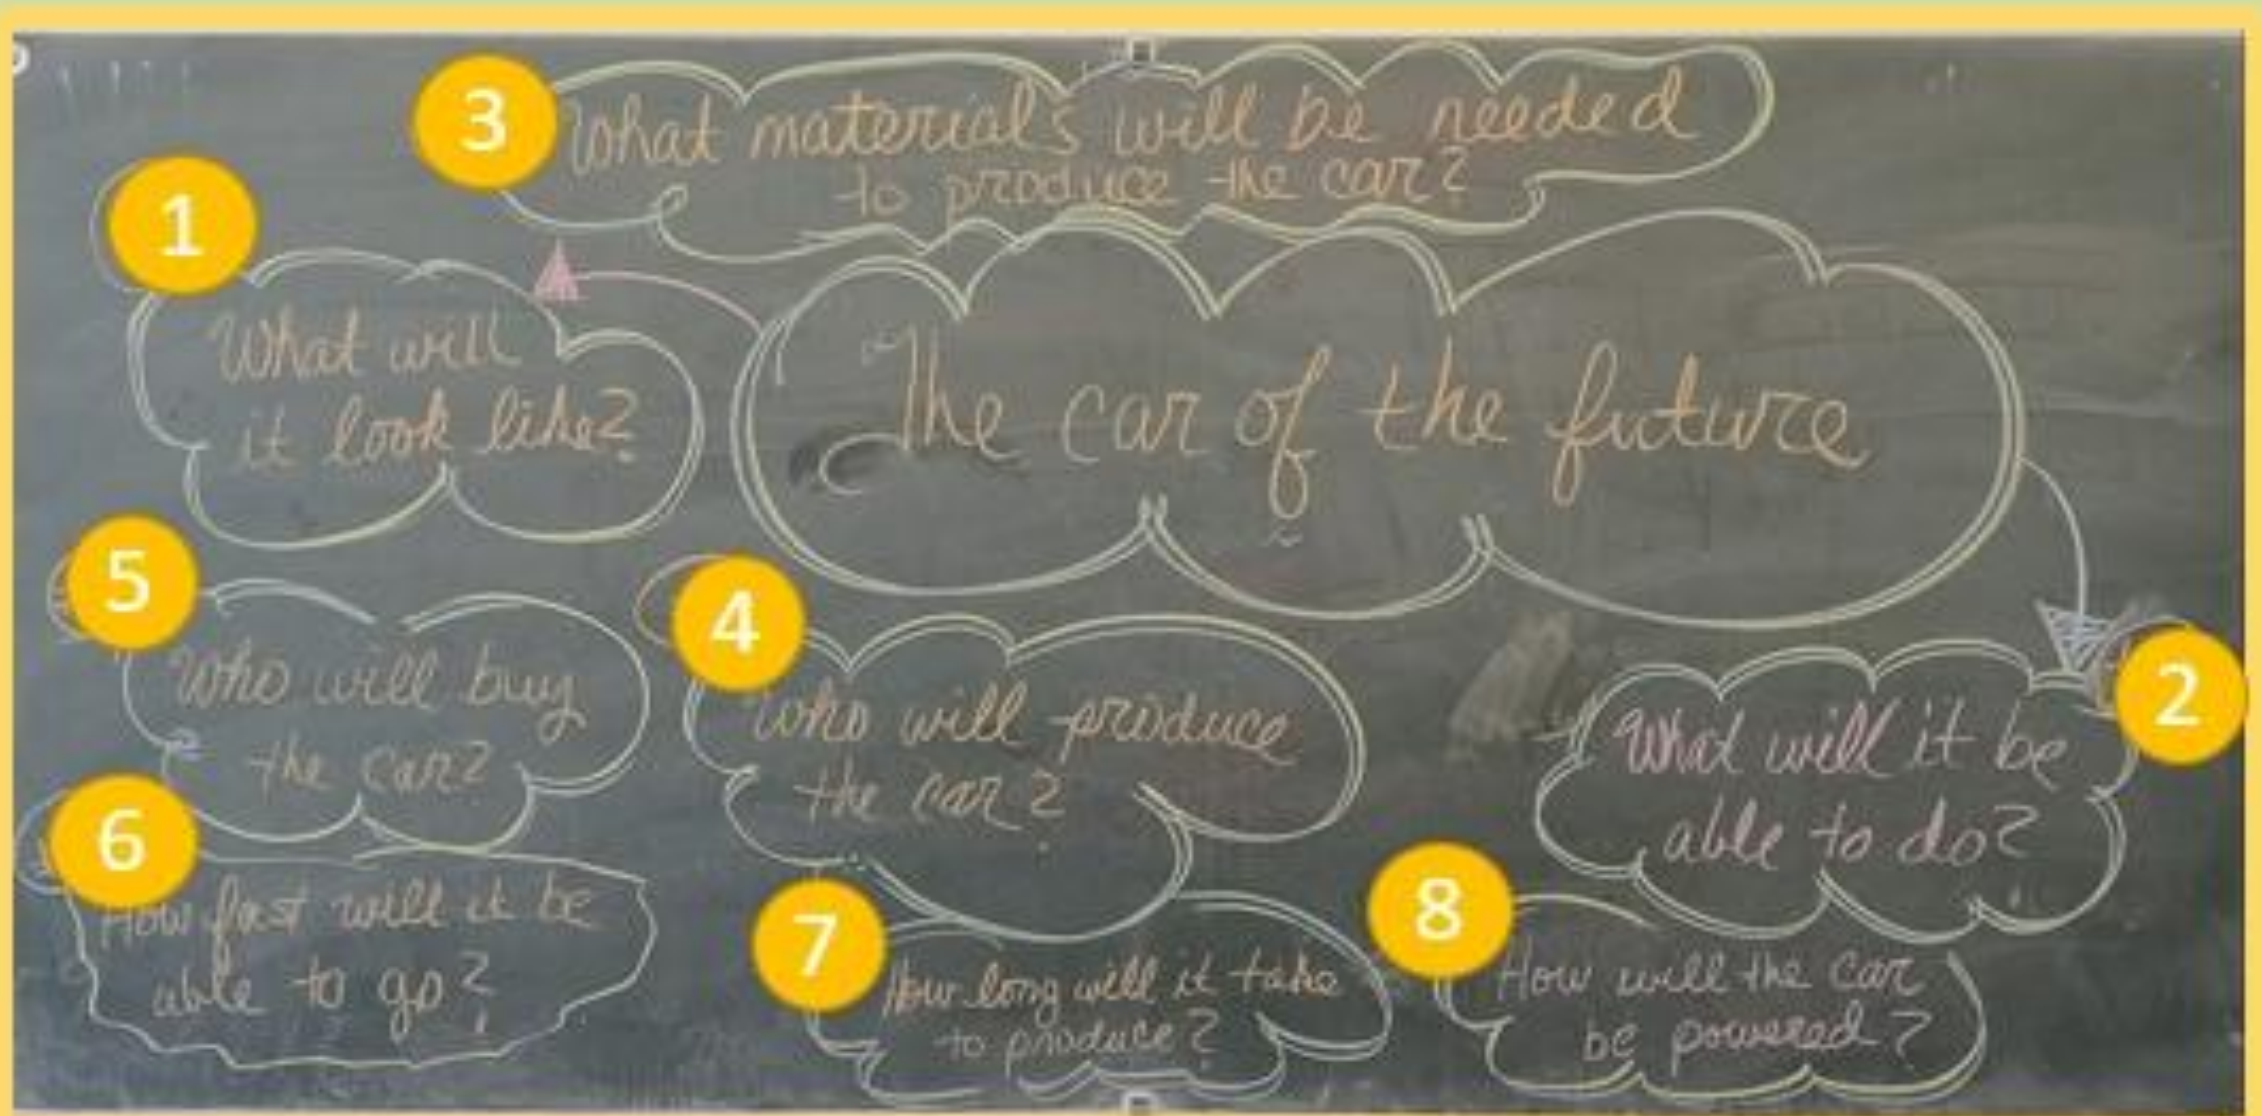 3
What materials will be needed
to produce the car?
1
What will
it look like?
The car of the future
5
Who will buy
the car?
4
Who will produce
the car?
2
What will it be
able to do?
6
How fast will it be
able to go?
7
How long will it take
to produce?
8
How will the car
be powered?